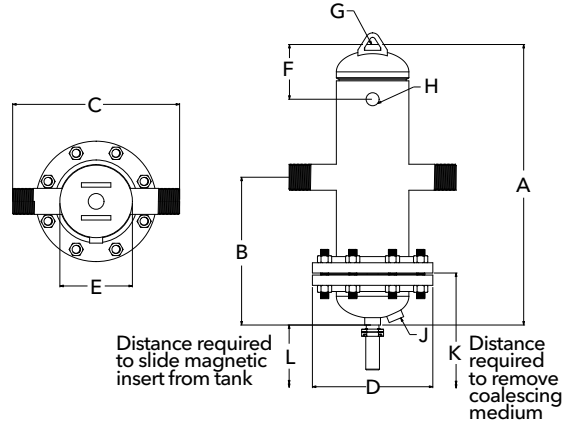 G
F
C
H
A
B
E
J
Distance required
to slide magnetic
insert from tank
L
D
K
Distance
required
to remove
coalescing
medium